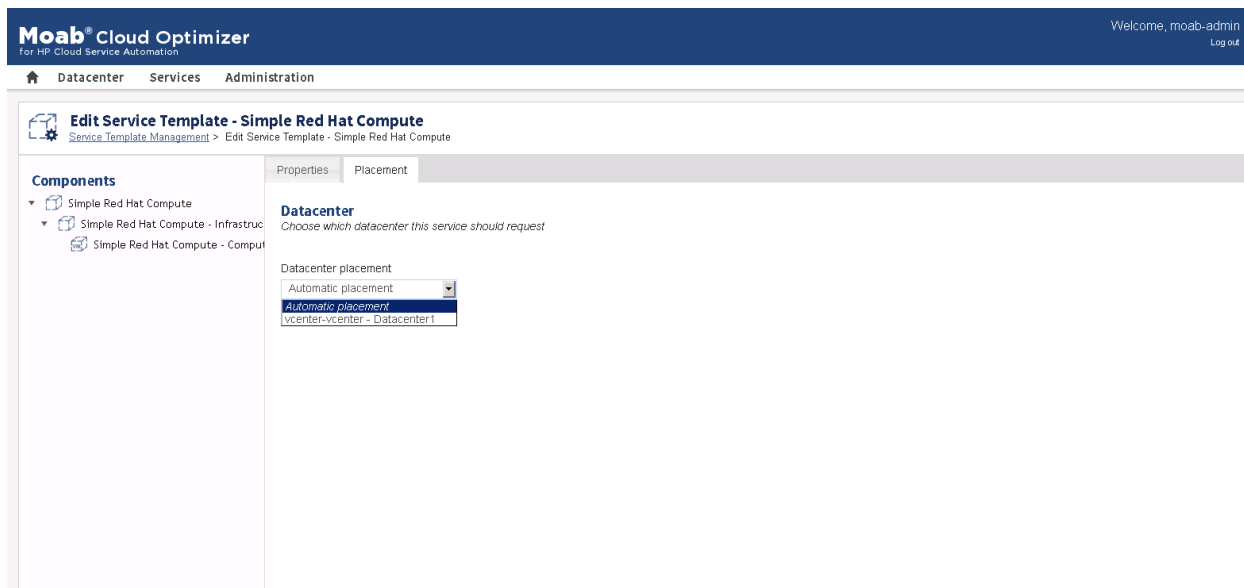 Moab® Cloud Optimizer
for HP Cloud Service Automation
Welcome, moab-admin
Log out
Datacenter Services Administration
Edit Service Template - Simple Red Hat Compute
Service Template Management > Edit Service Template - Simple Red Hat Compute
Components
Simple Red Hat Compute
Simple Red Hat Compute - Infrastruc
Simple Red Hat Compute - Comput
Properties Placement
Datacenter
Choose which datacenter this service should request
Datacenter placement
Automatic placement
Automatic placement
vcenter-vcenter - Datacenter1